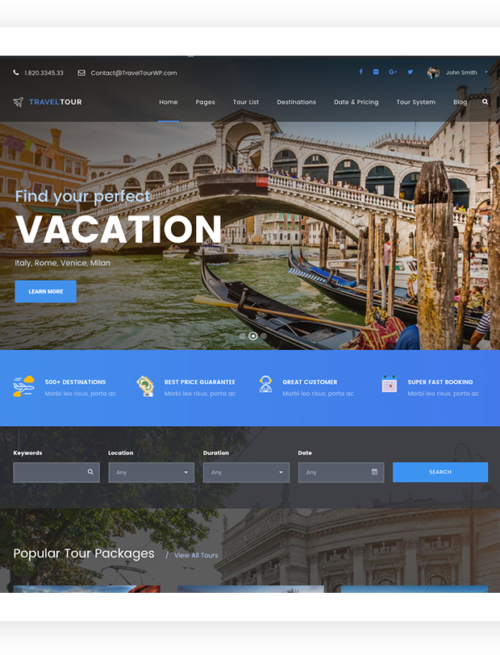 1.820.3345.33 Contact@TravelTourWP.com John Smith
TRAVELTOUR Home Pages Tour List Destinations Date & Pricing Tour System Blog
Find your perfect
VACATION
Italy, Rome, Venice, Milan
LEARN MORE
500+ DESTINATIONS
Morbi leo risus, porta ac
BEST PRICE GUARANTEE
Morbi leo risus, porta ac
GREAT CUSTOMER
Morbi leo risus, porta ac
SUPER FAST BOOKING
Morbi leo risus, porta ac
Keywords Location Duration Date
Any Any Any SEARCH
Popular Tour Packages / View All Tours